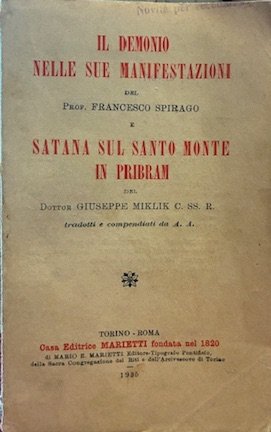 IL DEMONIO
NELLE SUE MANIFESTAZIONI
DEL
PROF. FRANCESCO SPIRAGO
E
SATANA SUL SANTO MONTE
IN PRIBRAM
DEL
DOTTOR GIUSEPPE MIKLIK C. SS. R.
tradotti e compendiati da A. A.
TORINO - ROMA
Casa Editrice MARIETTI fondata nel 1820
di MARIO E. MARIETTI Editore-Tipografo Pontificio,
della Sacra Congregazione dei Riti e dell'Arcivescovo di Torino
1935